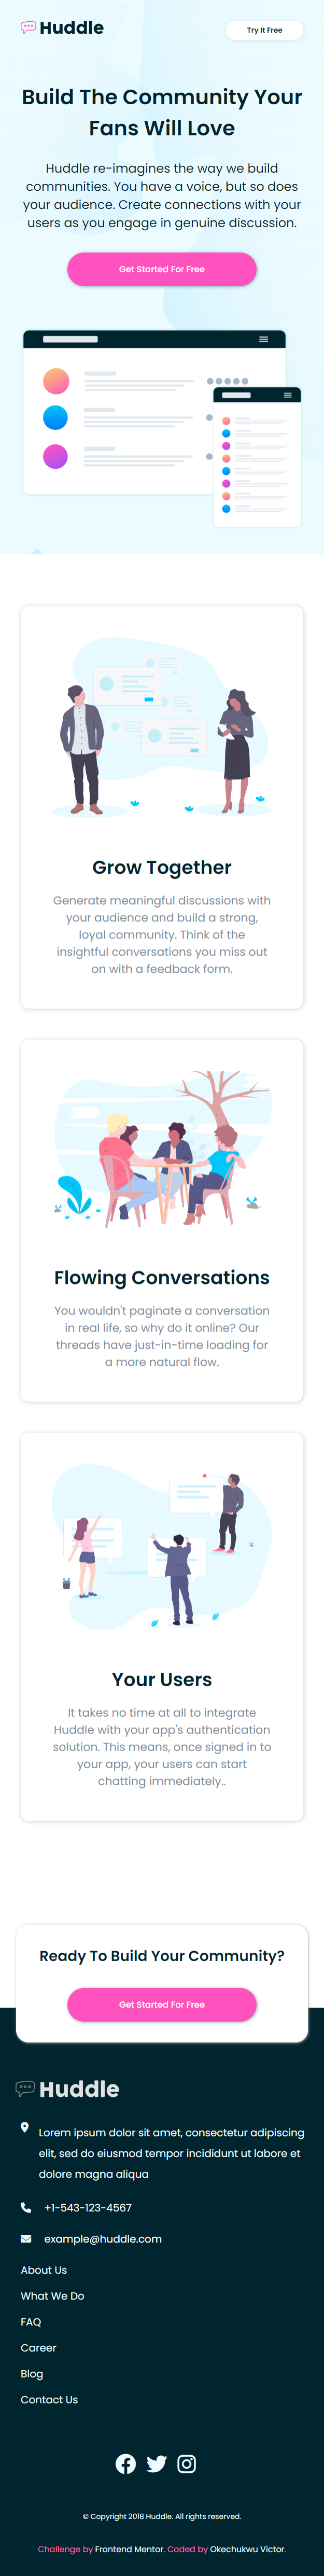 Huddle
Try It Free
Build The Community Your
Fans Will Love
Huddle re-imagines the way we build
communities. You have a voice, but so does
your audience. Create connections with your
users as you engage in genuine discussion.
Get Started For Free
Grow Together
Generate meaningful discussions with
your audience and build a strong,
loyal community. Think of the
insightful conversations you miss out
on with a feedback form.
Flowing Conversations
You wouldn't paginate a conversation
in real life, so why do it online? Our
threads have just-in-time loading for
a more natural flow.
Your Users
It takes no time at all to integrate
Huddle with your app's authentication
solution. This means, once signed in to
your app, your users can start
chatting immediately..
Ready To Build Your Community?
Get Started For Free
Huddle
Lorem ipsum dolor sit amet, consectetur adipiscing
elit, sed do eiusmod tempor incididunt ut labore et
dolore magna aliqua
+1-543-123-4567
example@huddle.com
About Us
What We Do
FAQ
Career
Blog
Contact Us
© Copyright 2018 Huddle. All rights reserved.
Challenge by Frontend Mentor. Coded by Okechukwu Victor.